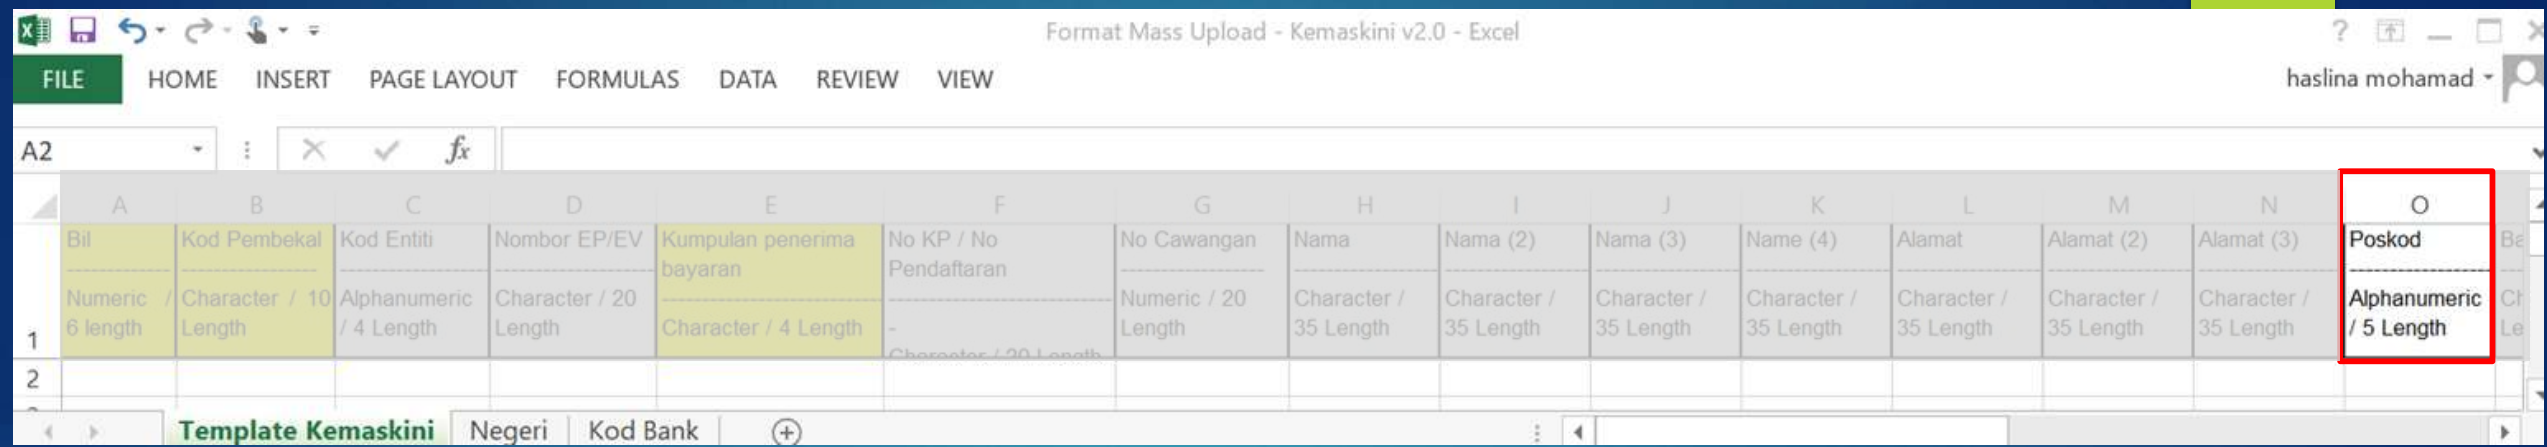 Format Mass Upload - Kemaskini v2.0 - Excel
?
FILE HOME INSERT PAGE LAYOUT FORMULAS DATA REVIEW VIEW
haslina mohamad
A2 fx
A B C D E F G H I J K L M N O
Bil
--------------
Numeric / 6 length
Kod Pembekal
------------------
Character / 10 Length
Kod Entiti
------------------
Alphanumeric / 4 Length
Nombor EP/EV
------------------
Character / 20 Length
Kumpulan penerima bayaran
------------------------------
Character / 4 Length
No KP / No Pendaftaran
------------------------------
-
Character / 20 Length
No Cawangan
-------------------
Numeric / 20 Length
Nama
-------------------
Character / 35 Length
Nama (2)
-------------------
Character / 35 Length
Nama (3)
-------------------
Character / 35 Length
Name (4)
-------------------
Character / 35 Length
Alamat
-------------------
Character / 35 Length
Alamat (2)
-------------------
Character / 35 Length
Alamat (3)
-------------------
Character / 35 Length
Poskod
-------------------
Alphanumeric / 5 Length
1
2
Template Kemaskini Negeri Kod Bank